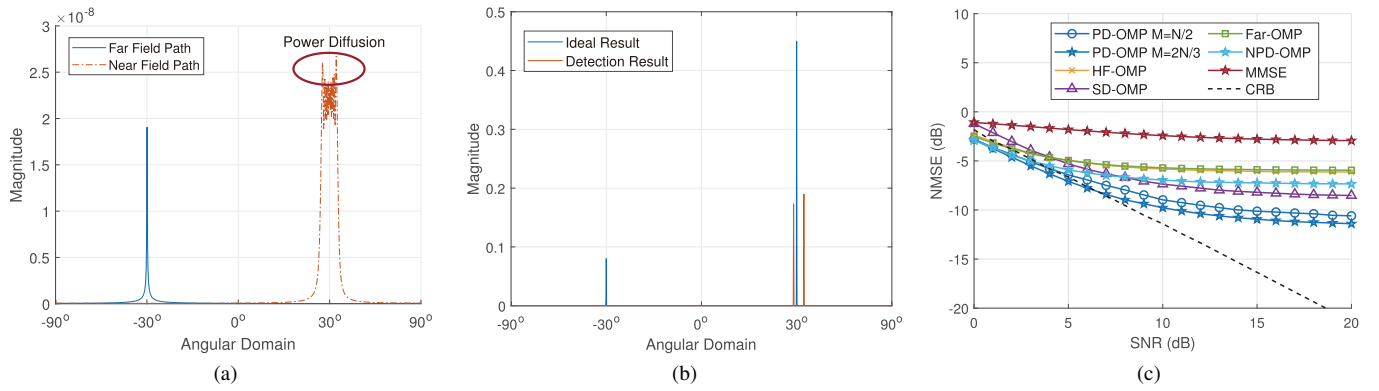 × 10⁻⁸
3
2.5
2
1.5
1
0.5
0
-90°
-30°
0°
30°
90°
Magnitude
Angular Domain
Far Field Path
Near Field Path
Power Diffusion
(a)
0.5
0.4
0.3
0.2
0.1
0
-90°
-30°
0°
30°
90°
Magnitude
Angular Domain
Ideal Result
Detection Result
(b)
10
5
0
-5
-10
-15
-20
0
5
10
15
20
NMSE (dB)
SNR (dB)
PD-OMP M=N/2
PD-OMP M=2N/3
HF-OMP
SD-OMP
Far-OMP
NPD-OMP
MMSE
CRB
(c)